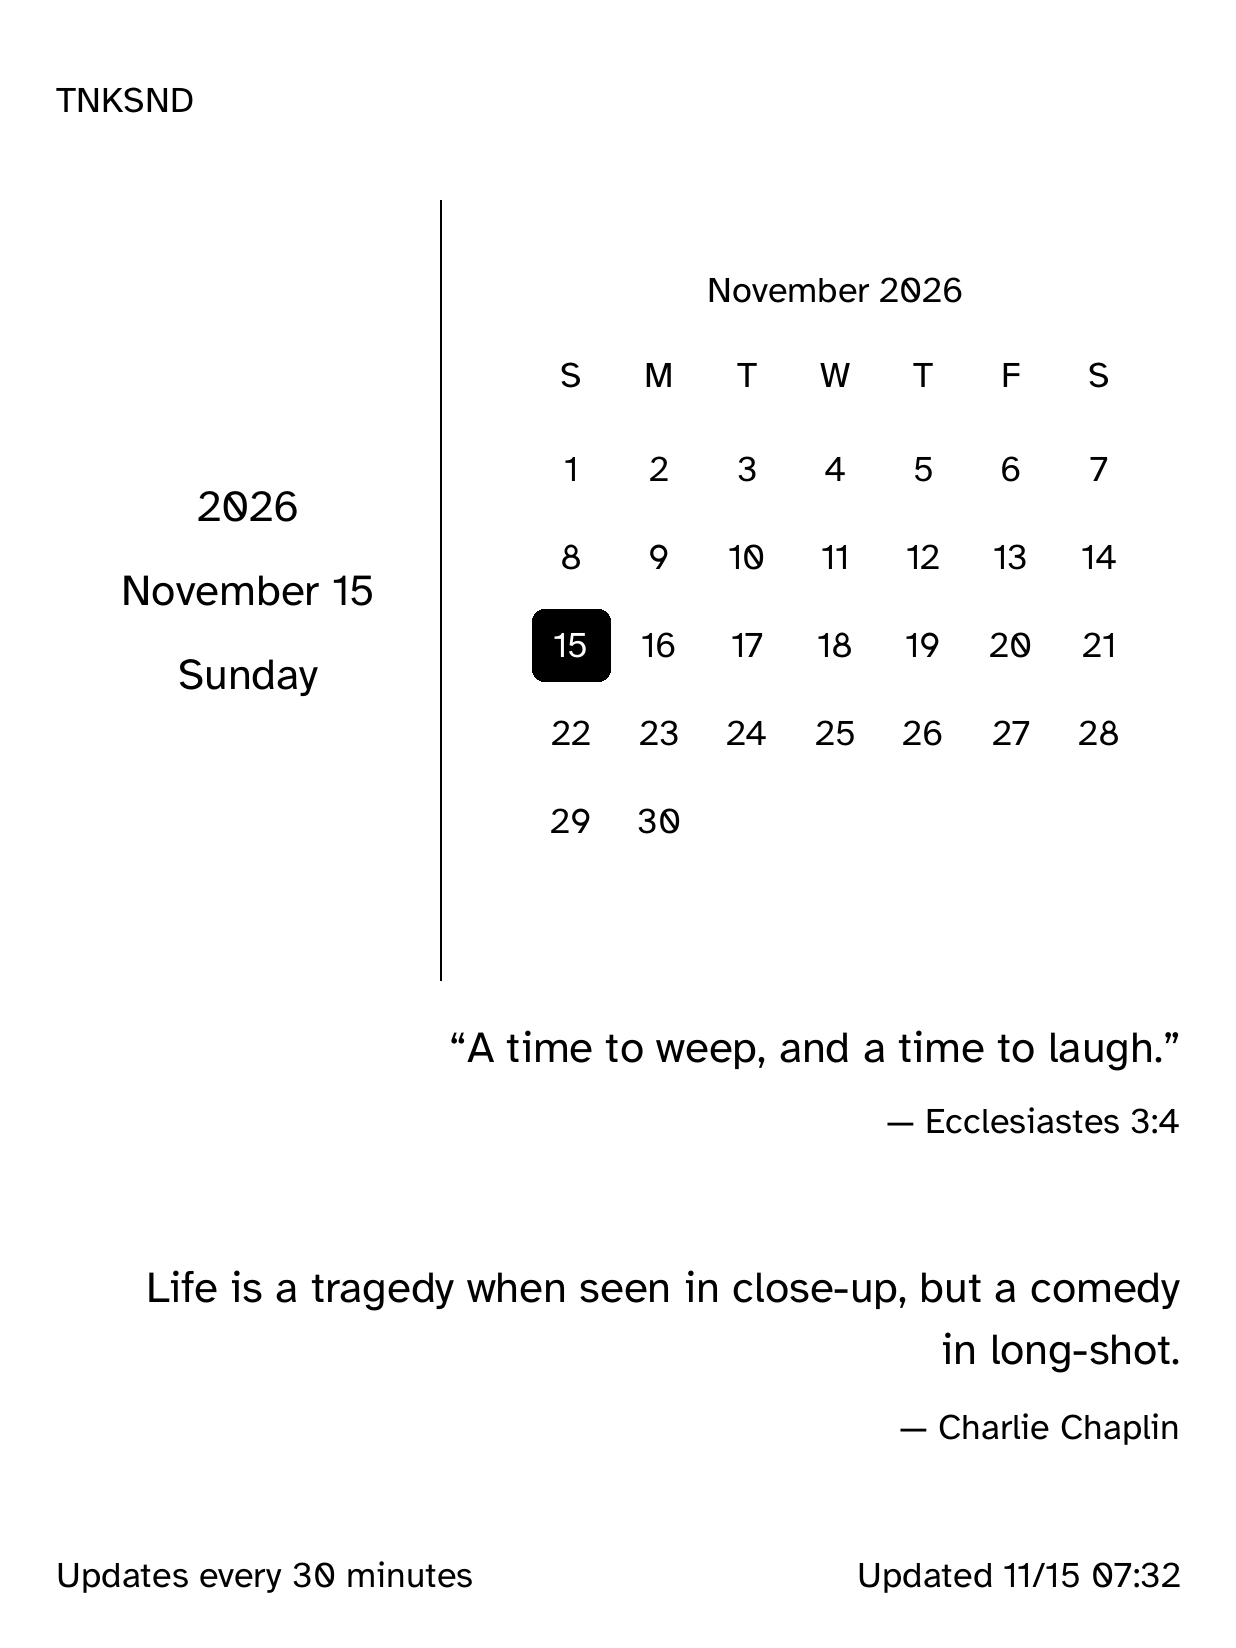 TNKSND
2026
November 15
Sunday
November 2026
S M T W T F S
1 2 3 4 5 6 7
8 9 10 11 12 13 14
15 16 17 18 19 20 21
22 23 24 25 26 27 28
29 30
“A time to weep, and a time to laugh.”
— Ecclesiastes 3:4
Life is a tragedy when seen in close-up, but a comedy
in long-shot.
— Charlie Chaplin
Updates every 30 minutes
Updated 11/15 07:32